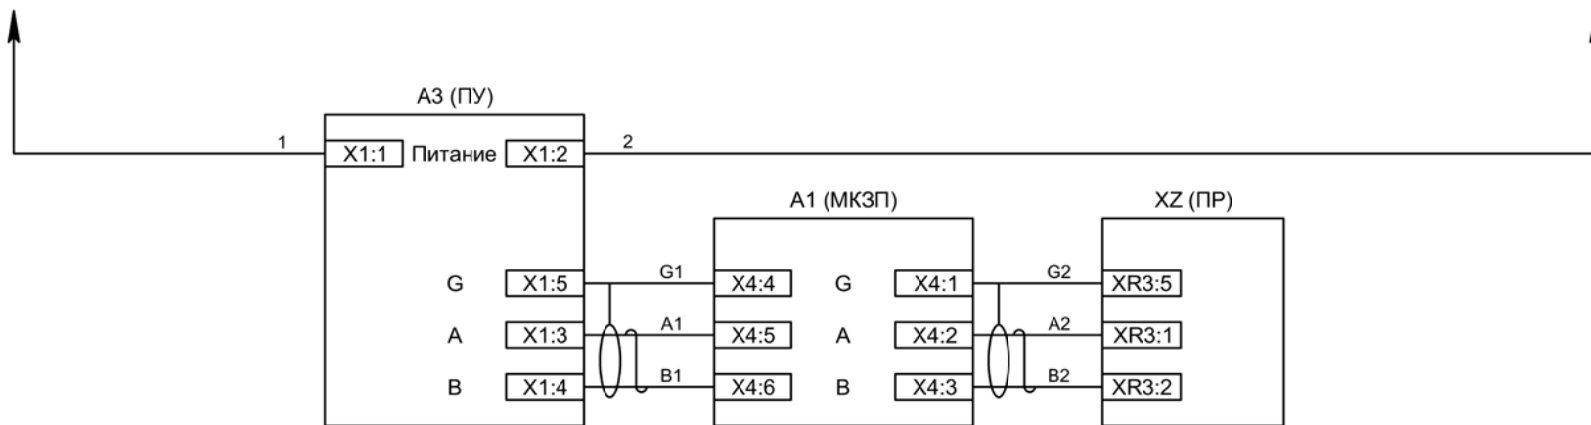 А3 (ПУ)
1 X1:1 Питание X1:2 2
А1 (МКЗП) XZ (ПР)
G X1:5 G1 X4:4 G X4:1 G2 XR3:5
A X1:3 A1 X4:5 A X4:2 A2 XR3:1
B X1:4 B1 X4:6 B X4:3 B2 XR3:2